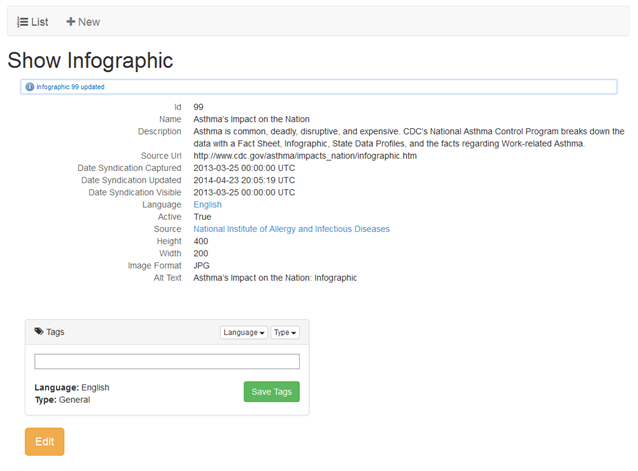 List New
Show Infographic
Infographic 99 updated
Id 99
Name Asthma's Impact on the Nation
Description Asthma is common, deadly, disruptive, and expensive. CDC's National Asthma Control Program breaks down the
data with a Fact Sheet, Infographic, State Data Profiles, and the facts regarding Work-related Asthma.
Source Url http://www.cdc.gov/asthma/impacts_nation/infographic.htm
Date Syndication Captured 2013-03-25 00:00:00 UTC
Date Syndication Updated 2014-04-23 20:05:19 UTC
Date Syndication Visible 2013-03-25 00:00:00 UTC
Language English
Active True
Source National Institute of Allergy and Infectious Diseases
Height 400
Width 200
Image Format JPG
Alt Text Asthma's Impact on the Nation: Infographic
Tags Language Type
Language: English
Type: General
Save Tags
Edit